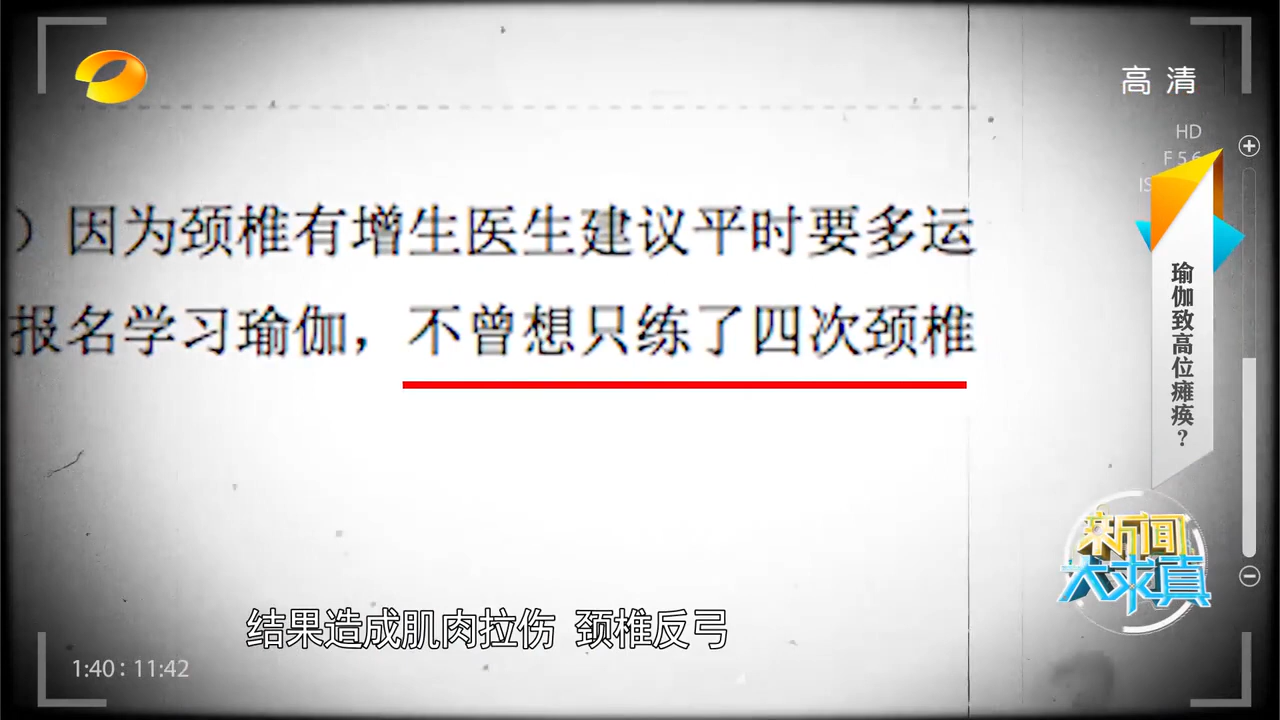 高清
HD
F 5.6
IS
）因为颈椎有增生医生建议平时要多运
报名学习瑜伽，不曾想只练了四次颈椎
瑜伽致高位瘫痪？
新闻
大求真
结果造成肌肉拉伤 颈椎反弓
1:40: 11:42